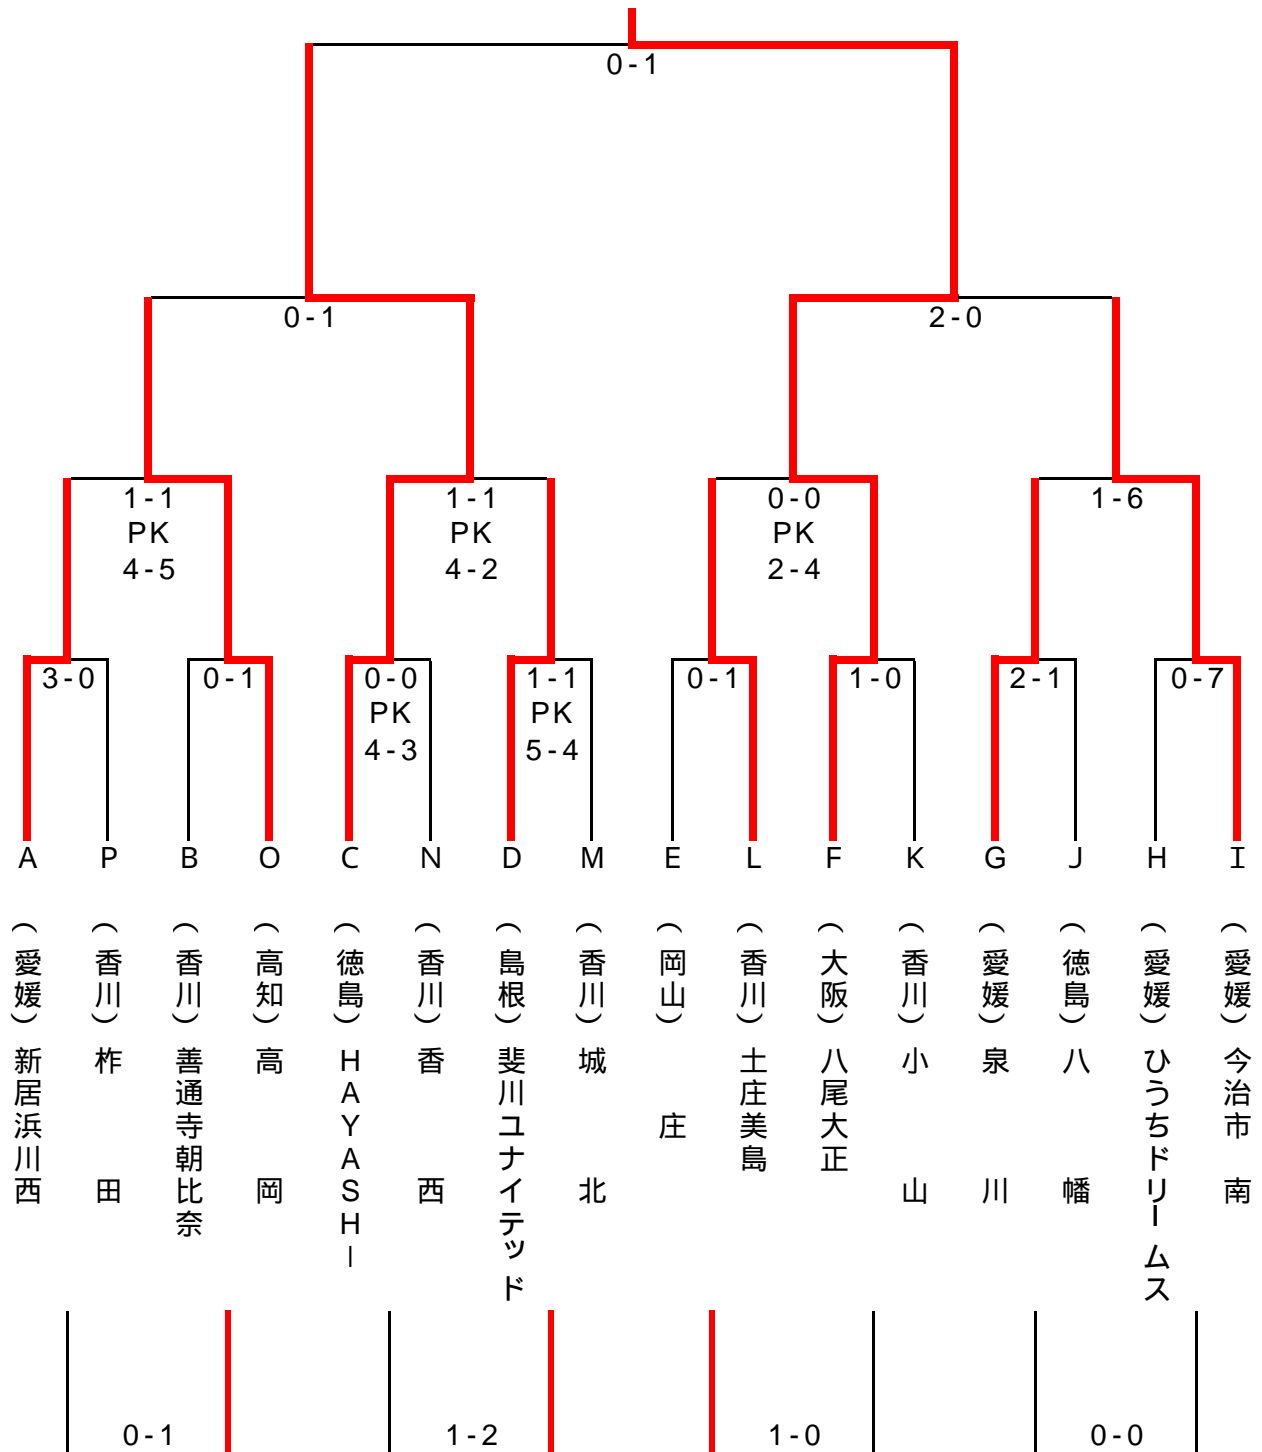 0-1
0-1
2-0
1-1
PK
4-5
1-1
PK
4-2
0-0
PK
2-4
1-6
3-0
0-1
0-0
PK
4-3
1-1
PK
5-4
0-1
1-0
2-1
0-7
A P B O C N D M E L F K G J H I
(愛媛)新居浜川西
(香川)柞田
(香川)善通寺朝比奈
(高知)高岡
(徳島)HAYASHI
(香川)香西
(島根)斐川ユナイテッド
(香川)城北
(岡山)庄
(香川)土庄美島
(大阪)八尾大正
(香川)小山
(愛媛)泉川
(徳島)八幡
(愛媛)ひうちドリームス
(愛媛)今治市南
0-1
1-2
1-0
0-0